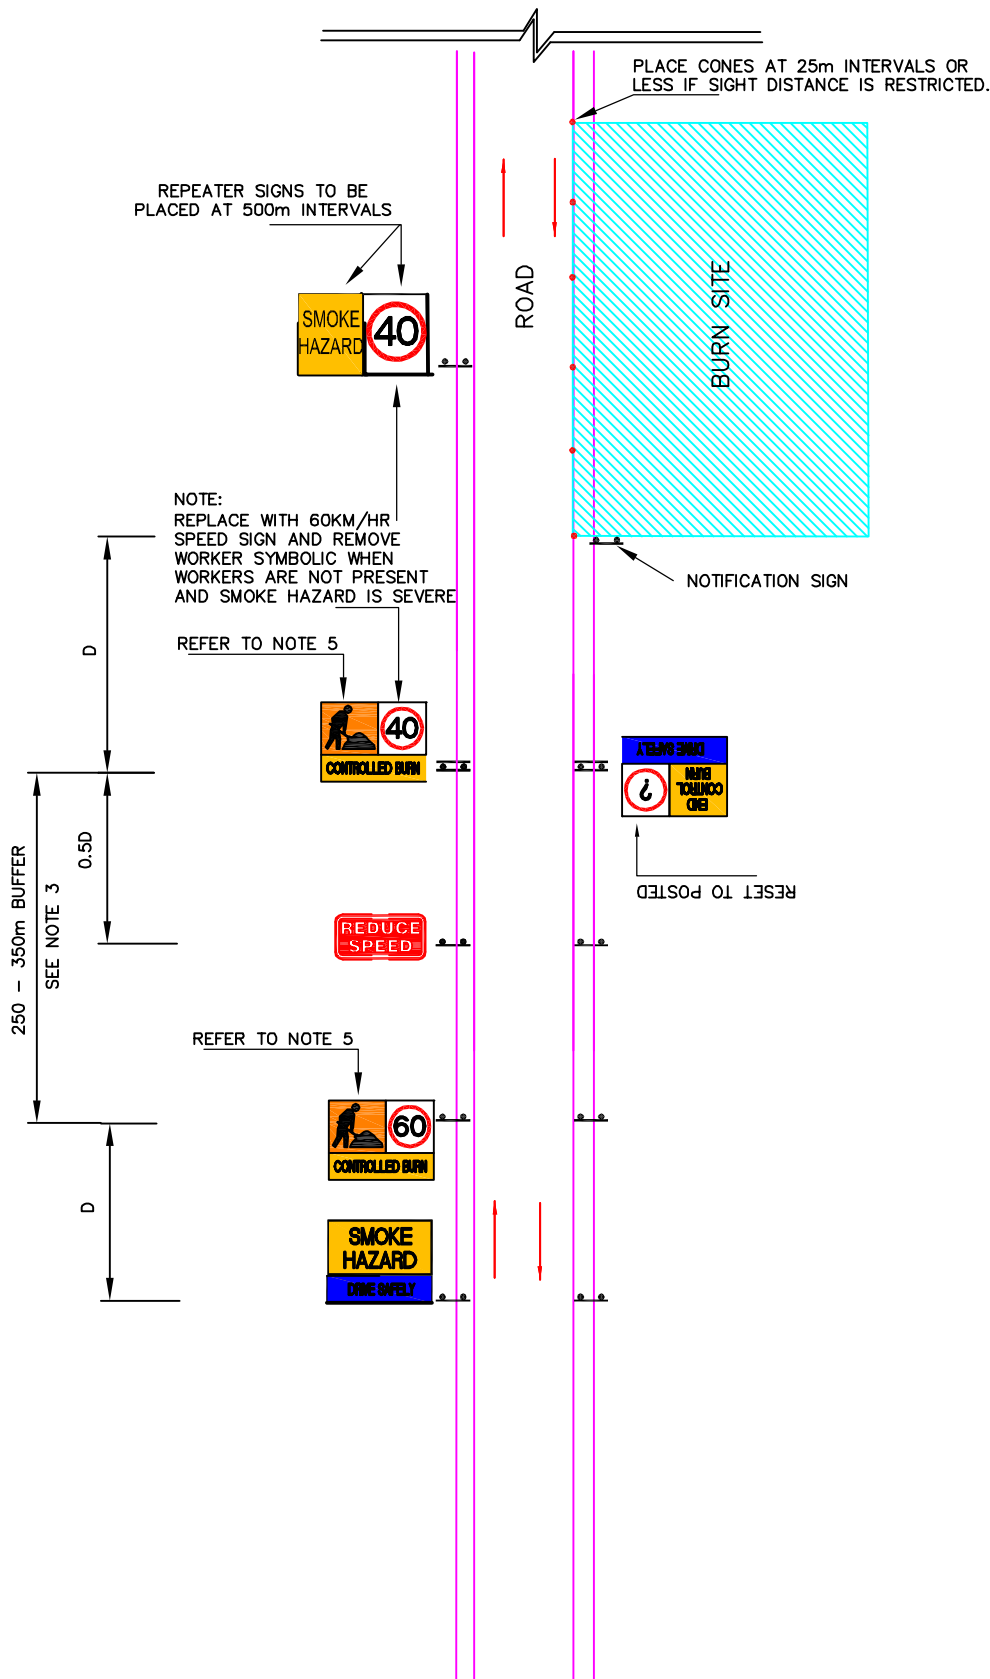 PLACE CONES AT 25m INTERVALS OR
LESS IF SIGHT DISTANCE IS RESTRICTED.
REPEATER SIGNS TO BE
PLACED AT 500m INTERVALS
SMOKE
HAZARD
40
ROAD
BURN SITE
NOTE:
REPLACE WITH 60KM/HR
SPEED SIGN AND REMOVE
WORKER SYMBOLIC WHEN
WORKERS ARE NOT PRESENT
AND SMOKE HAZARD IS SEVERE
NOTIFICATION SIGN
D
REFER TO NOTE 5
40
CONTROLLED BURN
DRIVE SAFELY
?
END
CONTROL
BURN
RESET TO POSTED
0.5D
250 – 350m BUFFER
SEE NOTE 3
REDUCE
SPEED
REFER TO NOTE 5
60
CONTROLLED BURN
D
SMOKE
HAZARD
DRIVE SAFELY